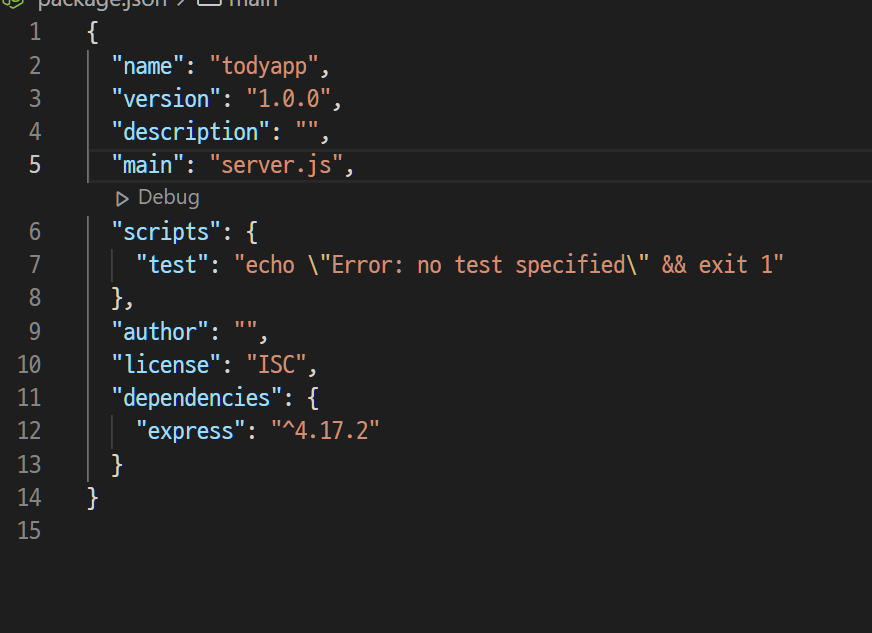 package.json > main
1 {
2 "name": "todyapp",
3 "version": "1.0.0",
4 "description": "",
5 "main": "server.js",
Debug
6 "scripts": {
7 "test": "echo \"Error: no test specified\" && exit 1"
8 },
9 "author": "",
10 "license": "ISC",
11 "dependencies": {
12 "express": "^4.17.2"
13 }
14 }
15